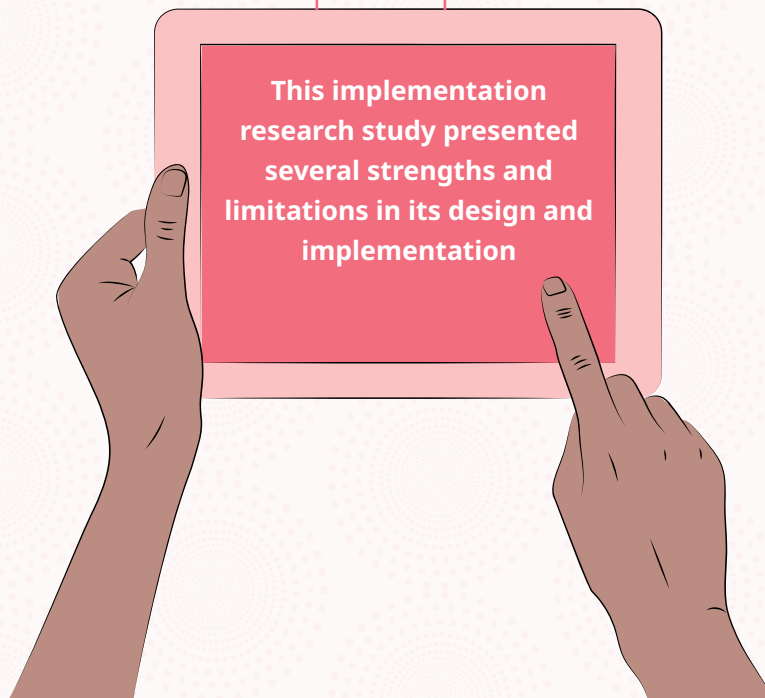 This implementation
research study presented
several strengths and
limitations in its design and
implementation